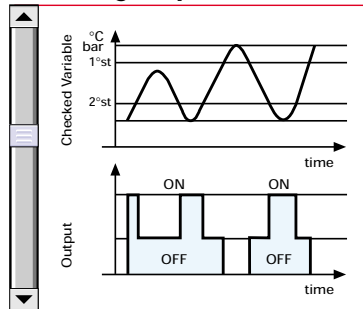 °C
bar
1°st
2°st
Checked Variable
time
ON
ON
OFF
OFF
Output
time